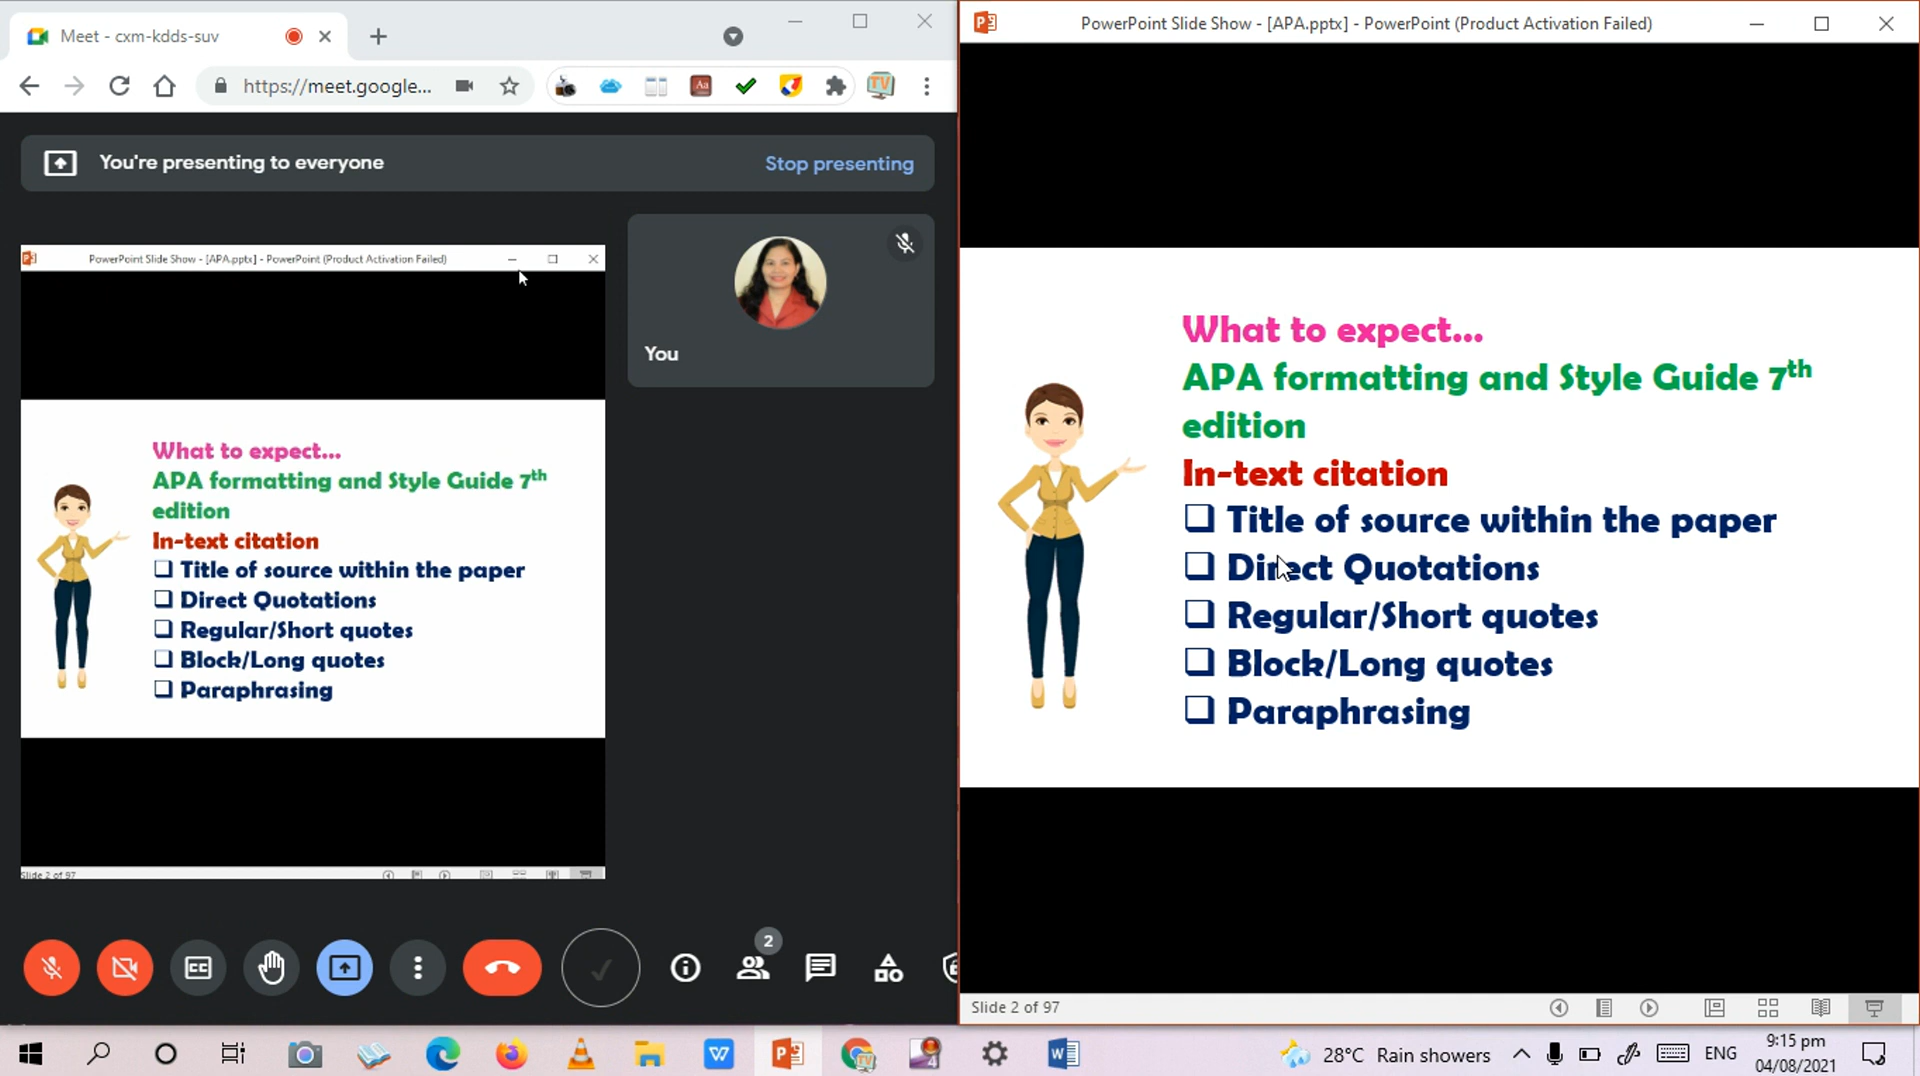 Meet - cxm-kdds-suv
https://meet.google...
You're presenting to everyone
Stop presenting
PowerPoint Slide Show - [APA.pptx] - PowerPoint (Product Activation Failed)
What to expect...
APA formatting and Style Guide 7th
edition
In-text citation
Title of source within the paper
Direct Quotations
Regular/Short quotes
Block/Long quotes
Paraphrasing
Slide 2 of 97
You
CC
2
PowerPoint Slide Show - [APA.pptx] - PowerPoint (Product Activation Failed)
What to expect...
APA formatting and Style Guide 7th
edition
In-text citation
Title of source within the paper
Direct Quotations
Regular/Short quotes
Block/Long quotes
Paraphrasing
Slide 2 of 97
28°C Rain showers
ENG
9:15 pm
04/08/2021